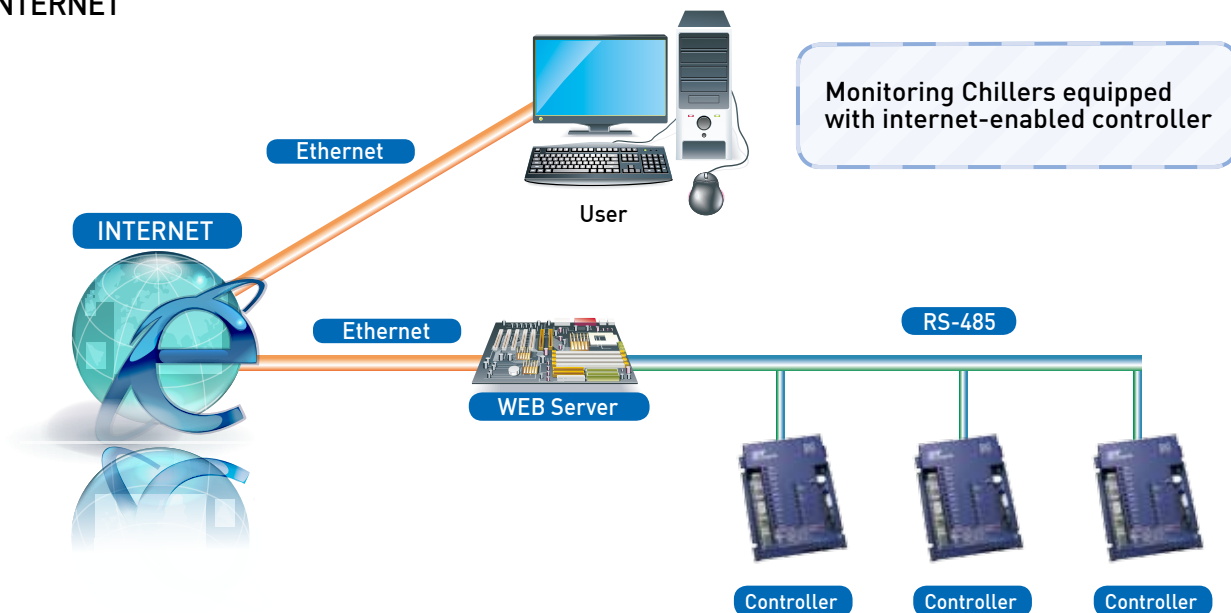 NTERNET
Monitoring Chillers equipped
with internet-enabled controller
Ethernet
User
INTERNET
Ethernet
RS-485
WEB Server
Controller
Controller
Controller